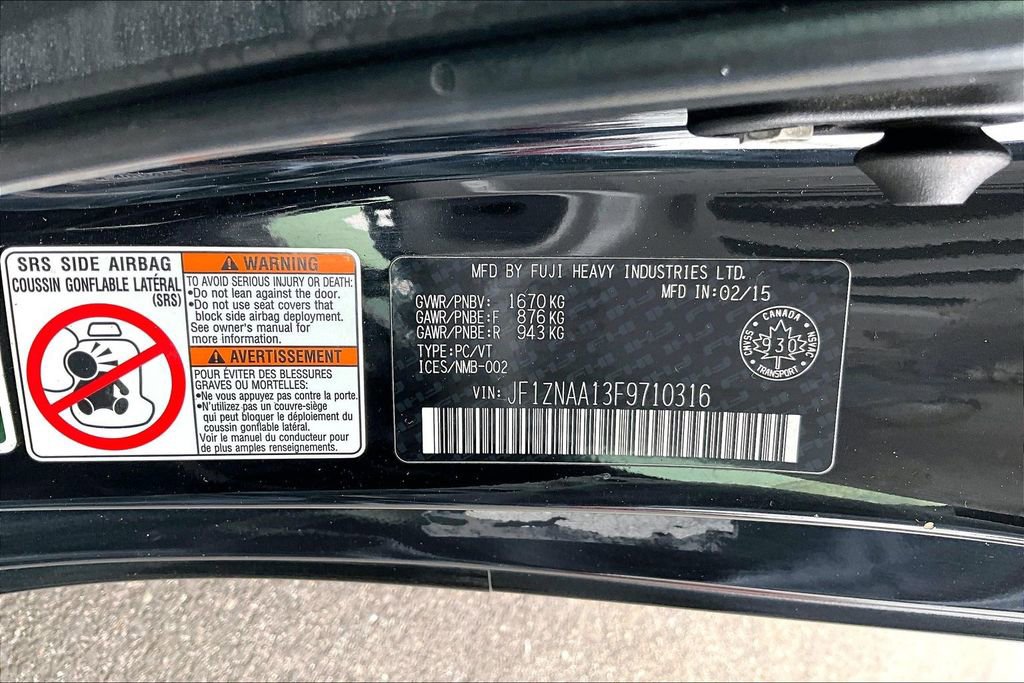 SRS SIDE AIRBAG
COUSSIN GONFLABLE LATÉRAL
(SRS)
WARNING
TO AVOID SERIOUS INJURY OR DEATH:
•Do not lean against the door.
•Do not use seat covers that
block side airbag deployment.
See owner's manual for
more information.
AVERTISSEMENT
POUR ÉVITER DES BLESSURES
GRAVES OU MORTELLES:
•Ne vous appuyez pas contre la porte.
•N'utilizez pas un couvre-siège
qui peut bloquer le déploiement du
coussin gonflable latéral.
Voir le manuel du conducteur pour
de plus amples renseignements.
MFD BY FUJI HEAVY INDUSTRIES LTD.
MFD IN:02/15
GVWR/PNBV: 1670 KG
GAWR/PNBE:F 876 KG
GAWR/PNBE:R 943 KG
TYPE:PC/VT
ICES/NMB-002
VIN: JF1ZNAA13F9710316
CANADA
CMVSS
930
NSVAC
TRANSPORT